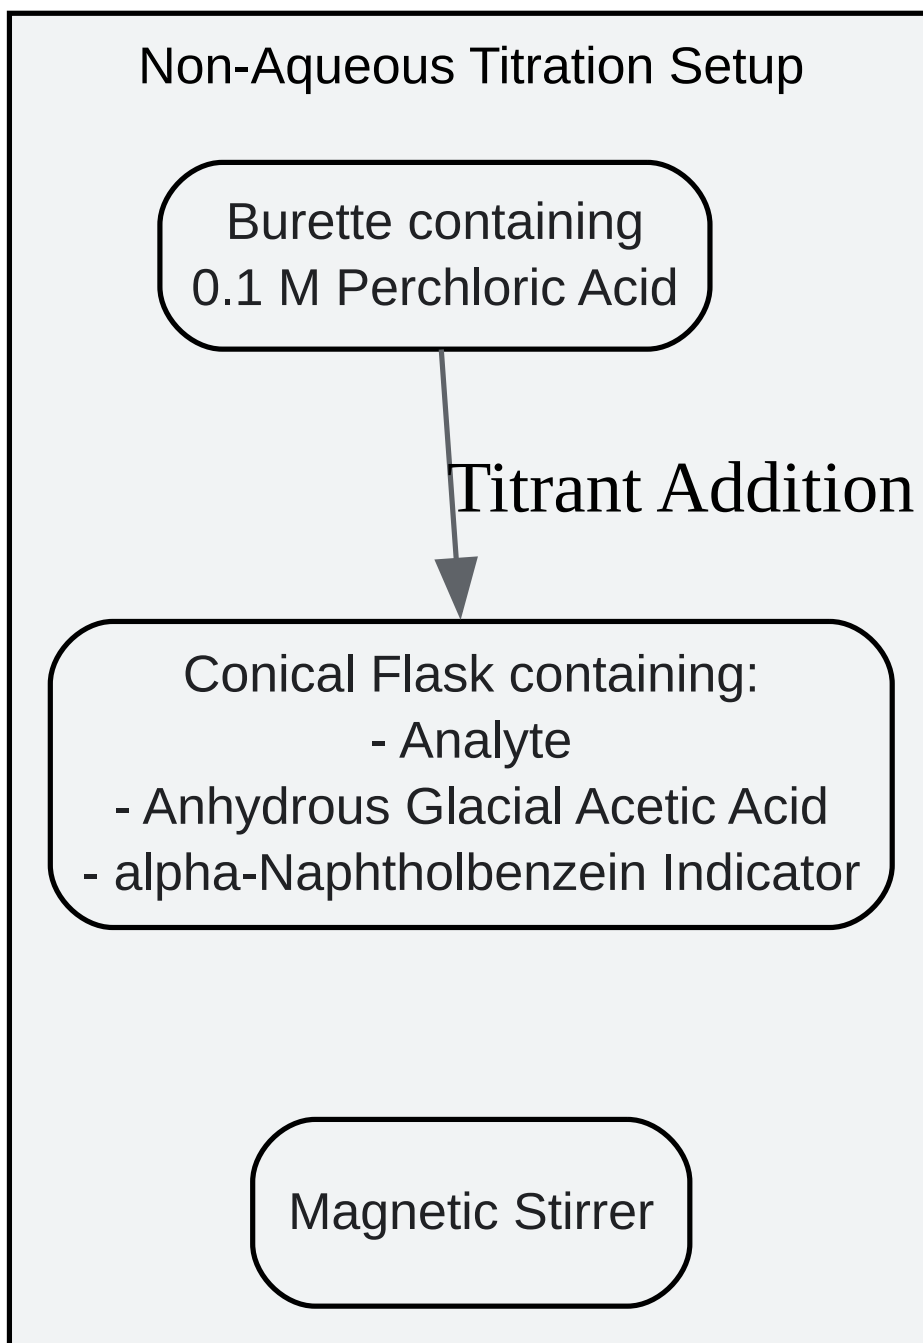 Non-Aqueous Titration Setup
Burette containing
0.1 M Perchloric Acid
Titrant Addition
Conical Flask containing:
- Analyte
- Anhydrous Glacial Acetic Acid
- alpha-Naphtholbenzein Indicator
Magnetic Stirrer